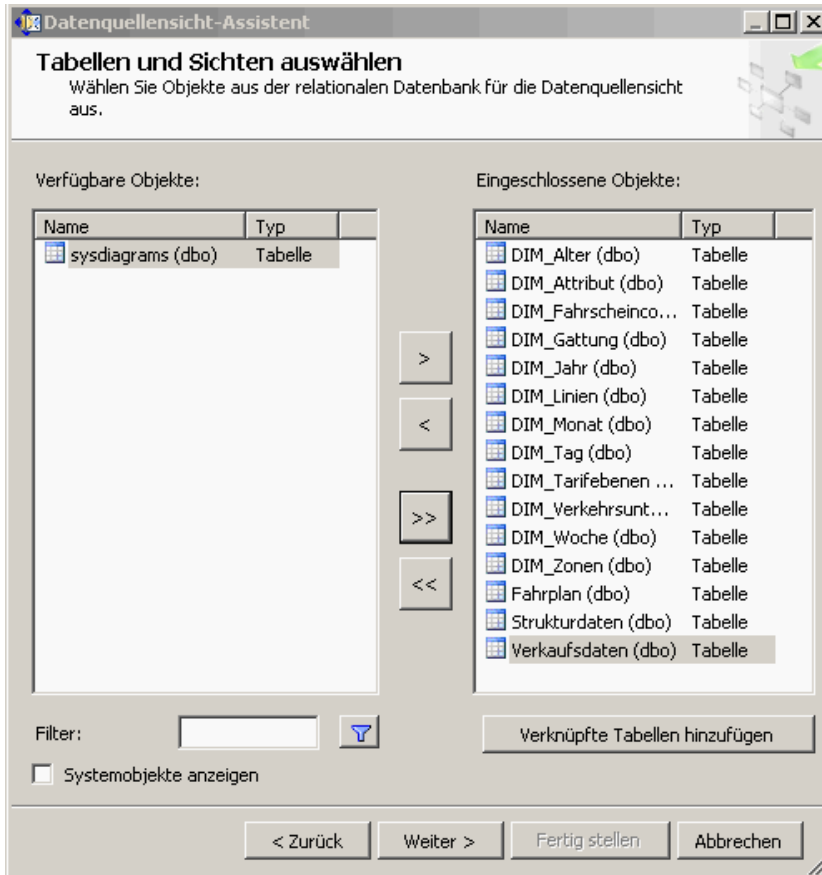 Datenquellensicht-Assistent
Tabellen und Sichten auswählen
Wählen Sie Objekte aus der relationalen Datenbank für die Datenquellensicht
aus.
Verfügbare Objekte:
Name Typ
sysdiagrams (dbo) Tabelle
>
<
>>
<<
Eingeschlossene Objekte:
Name Typ
DIM_Alter (dbo) Tabelle
DIM_Attribut (dbo) Tabelle
DIM_Fahrscheinco... Tabelle
DIM_Gattung (dbo) Tabelle
DIM_Jahr (dbo) Tabelle
DIM_Linien (dbo) Tabelle
DIM_Monat (dbo) Tabelle
DIM_Tag (dbo) Tabelle
DIM_Tarifebenen ... Tabelle
DIM_Verkehrsunt... Tabelle
DIM_Woche (dbo) Tabelle
DIM_Zonen (dbo) Tabelle
Fahrplan (dbo) Tabelle
Strukturdaten (dbo) Tabelle
Verkaufsdaten (dbo) Tabelle
Filter:
Verknüpfte Tabellen hinzufügen
Systemobjekte anzeigen
< Zurück Weiter > Fertig stellen Abbrechen